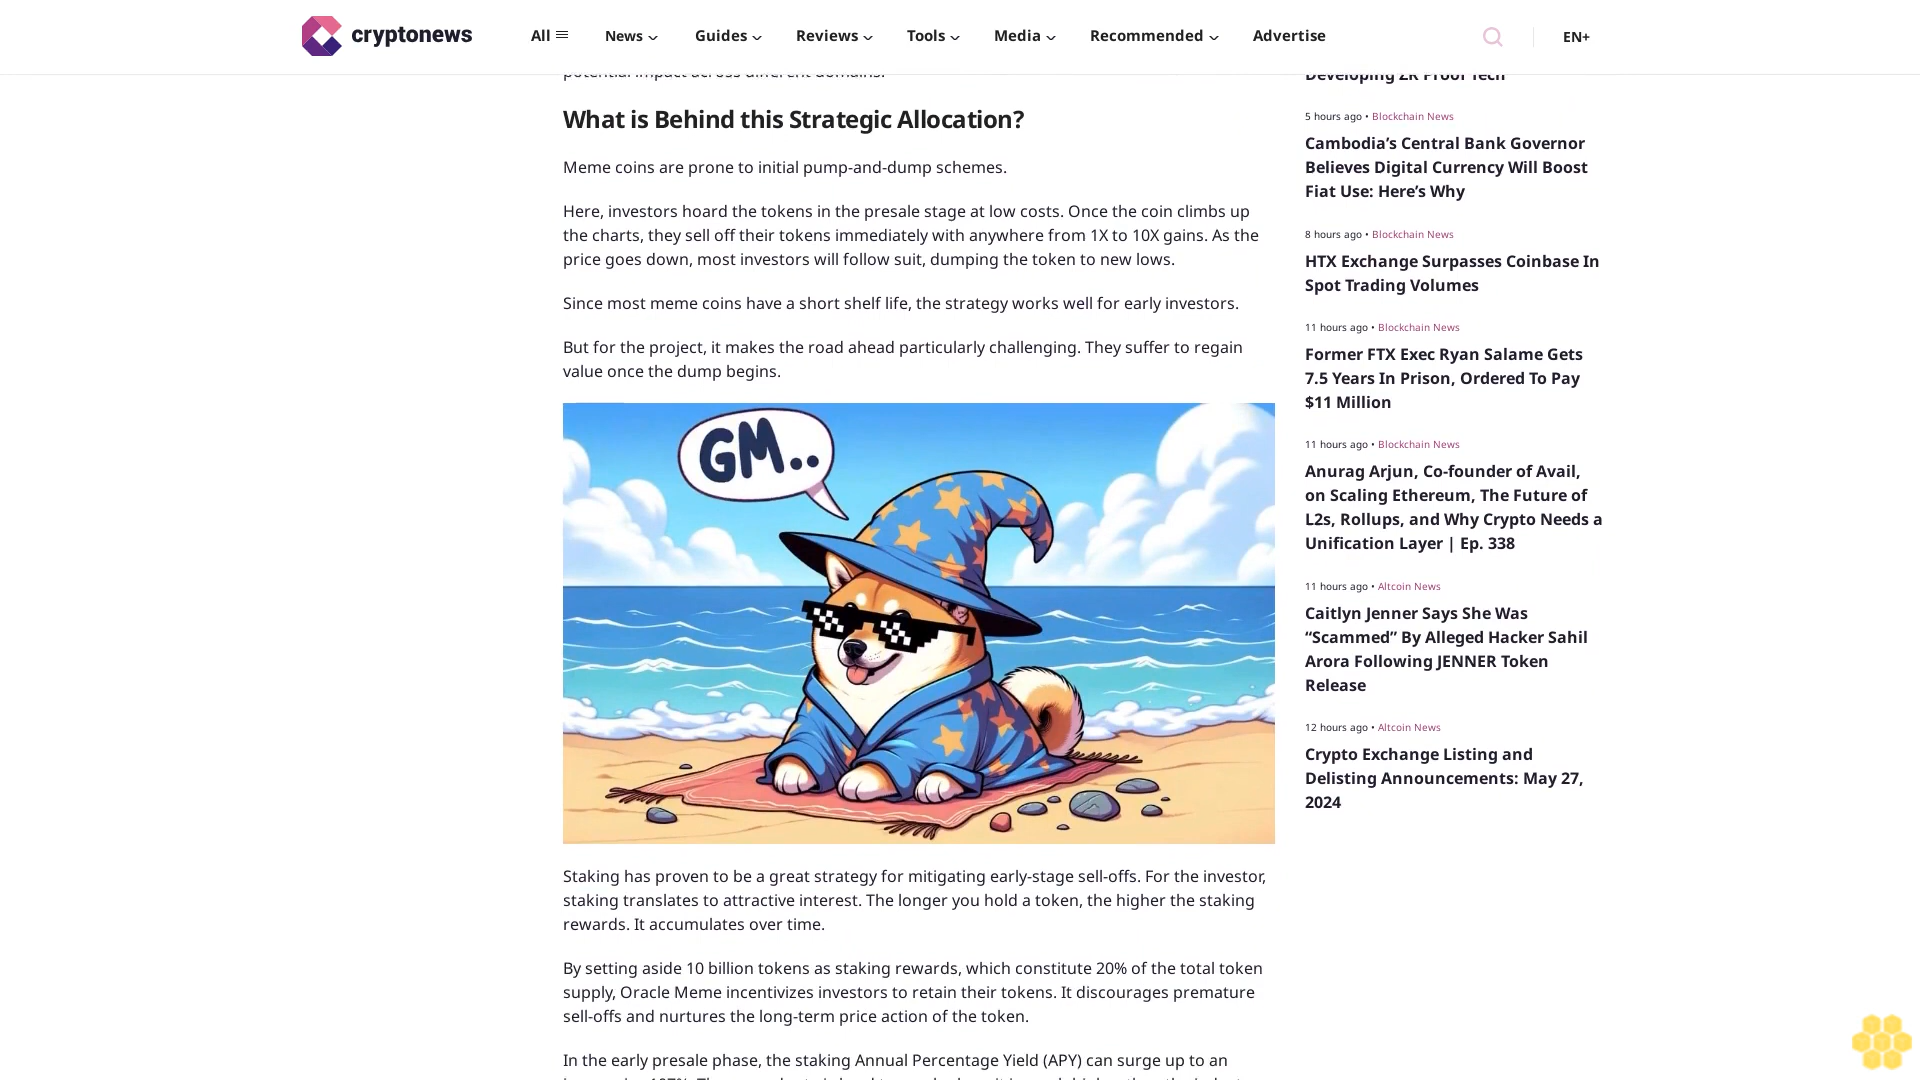 cryptonews
All
News
Guides
Reviews
Tools
Media
Recommended
Advertise
EN+
potential impact across different domains.
What is Behind this Strategic Allocation?
Meme coins are prone to initial pump-and-dump schemes.
Here, investors hoard the tokens in the presale stage at low costs. Once the coin climbs up
the charts, they sell off their tokens immediately with anywhere from 1X to 10X gains. As the
price goes down, most investors will follow suit, dumping the token to new lows.
Since most meme coins have a short shelf life, the strategy works well for early investors.
But for the project, it makes the road ahead particularly challenging. They suffer to regain
value once the dump begins.
GM..
Staking has proven to be a great strategy for mitigating early-stage sell-offs. For the investor,
staking translates to attractive interest. The longer you hold a token, the higher the staking
rewards. It accumulates over time.
By setting aside 10 billion tokens as staking rewards, which constitute 20% of the total token
supply, Oracle Meme incentivizes investors to retain their tokens. It discourages premature
sell-offs and nurtures the long-term price action of the token.
In the early presale phase, the staking Annual Percentage Yield (APY) can surge up to an
Developing ZK Proof Tech
5 hours ago • Blockchain News
Cambodia’s Central Bank Governor
Believes Digital Currency Will Boost
Fiat Use: Here’s Why
8 hours ago • Blockchain News
HTX Exchange Surpasses Coinbase In
Spot Trading Volumes
11 hours ago • Blockchain News
Former FTX Exec Ryan Salame Gets
7.5 Years In Prison, Ordered To Pay
$11 Million
11 hours ago • Blockchain News
Anurag Arjun, Co-founder of Avail,
on Scaling Ethereum, The Future of
L2s, Rollups, and Why Crypto Needs a
Unification Layer | Ep. 338
11 hours ago • Altcoin News
Caitlyn Jenner Says She Was
“Scammed” By Alleged Hacker Sahil
Arora Following JENNER Token
Release
12 hours ago • Altcoin News
Crypto Exchange Listing and
Delisting Announcements: May 27,
2024